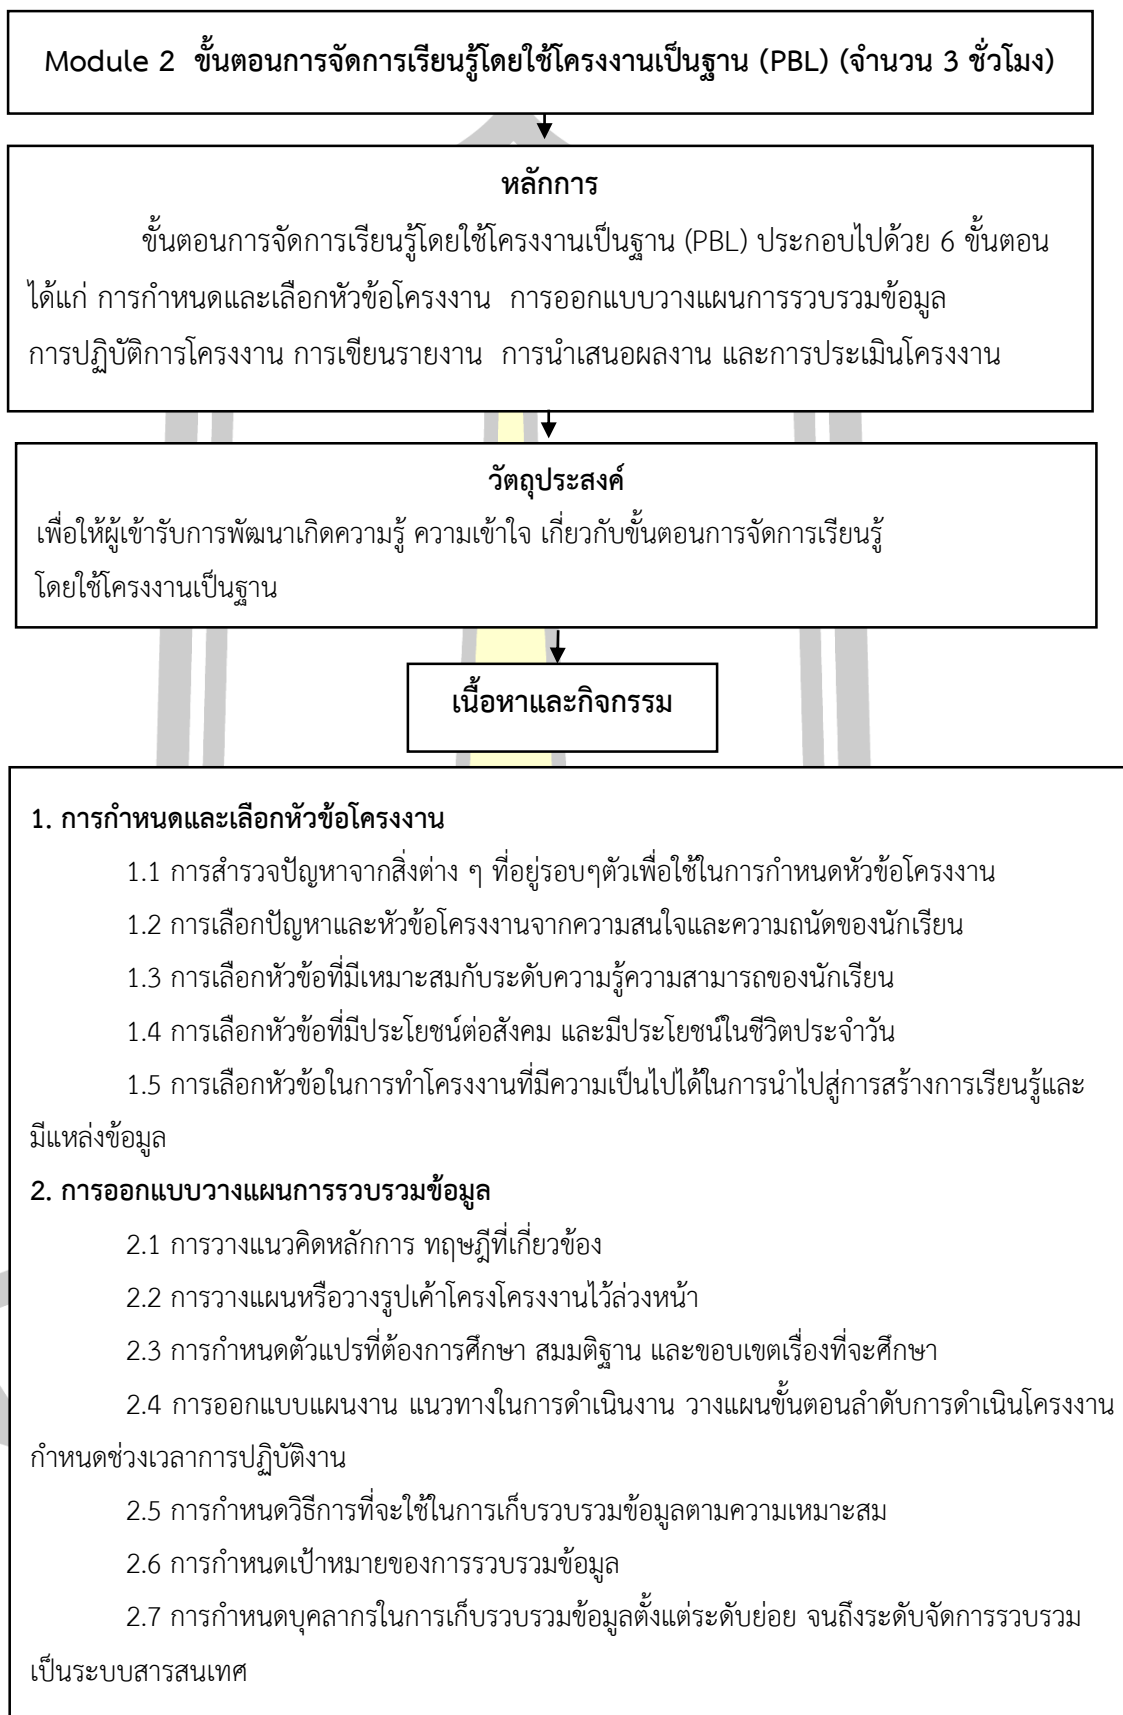 Module 2  ขั้นตอนการจัดการเรียนรู้โดยใช้โครงงานเป็นฐาน (PBL) (จำนวน 3 ชั่วโมง)
หลักการ
ขั้นตอนการจัดการเรียนรู้โดยใช้โครงงานเป็นฐาน (PBL) ประกอบไปด้วย 6 ขั้นตอน
ได้แก่ การกำหนดและเลือกหัวข้อโครงงาน  การออกแบบวางแผนการรวบรวมข้อมูล
การปฏิบัติการโครงงาน การเขียนรายงาน  การนำเสนอผลงาน และการประเมินโครงงาน
วัตถุประสงค์
เพื่อให้ผู้เข้ารับการพัฒนาเกิดความรู้ ความเข้าใจ เกี่ยวกับขั้นตอนการจัดการเรียนรู้
โดยใช้โครงงานเป็นฐาน
เนื้อหาและกิจกรรม
1. การกำหนดและเลือกหัวข้อโครงงาน
1.1 การสำรวจปัญหาจากสิ่งต่าง ๆ ที่อยู่รอบๆตัวเพื่อใช้ในการกำหนดหัวข้อโครงงาน
1.2 การเลือกปัญหาและหัวข้อโครงงานจากความสนใจและความถนัดของนักเรียน
1.3 การเลือกหัวข้อที่มีเหมาะสมกับระดับความรู้ความสามารถของนักเรียน
1.4 การเลือกหัวข้อที่มีประโยชน์ต่อสังคม และมีประโยชน์ในชีวิตประจำวัน
1.5 การเลือกหัวข้อในการทำโครงงานที่มีความเป็นไปได้ในการนำไปสู่การสร้างการเรียนรู้และ
มีแหล่งข้อมูล
2. การออกแบบวางแผนการรวบรวมข้อมูล
2.1 การวางแนวคิดหลักการ ทฤษฎีที่เกี่ยวข้อง
2.2 การวางแผนหรือวางรูปเค้าโครงโครงงานไว้ล่วงหน้า
2.3 การกำหนดตัวแปรที่ต้องการศึกษา สมมติฐาน และขอบเขตเรื่องที่จะศึกษา
2.4 การออกแบบแผนงาน แนวทางในการดำเนินงาน วางแผนขั้นตอนลำดับการดำเนินโครงงาน
กำหนดช่วงเวลาการปฏิบัติงาน
2.5 การกำหนดวิธีการที่จะใช้ในการเก็บรวบรวมข้อมูลตามความเหมาะสม
2.6 การกำหนดเป้าหมายของการรวบรวมข้อมูล
2.7 การกำหนดบุคลากรในการเก็บรวบรวมข้อมูลตั้งแต่ระดับย่อย จนถึงระดับจัดการรวบรวม
เป็นระบบสารสนเทศ